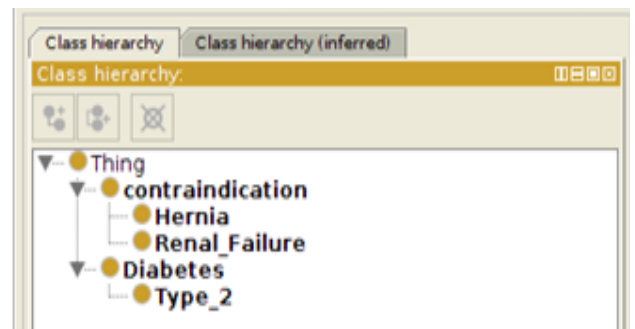 Class hierarchy Class hierarchy (inferred)
Class hierarchy:
Thing
contraindication
Hernia
Renal_Failure
Diabetes
Type_2